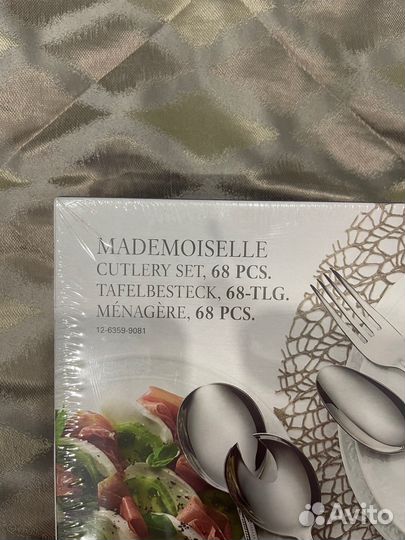 MADEMOISELLE
CUTLERY SET, 68 PCS.
TAFELBESTECK, 68-TLG.
MÉNAGÈRE, 68 PCS.
12-6359-9081
Avito